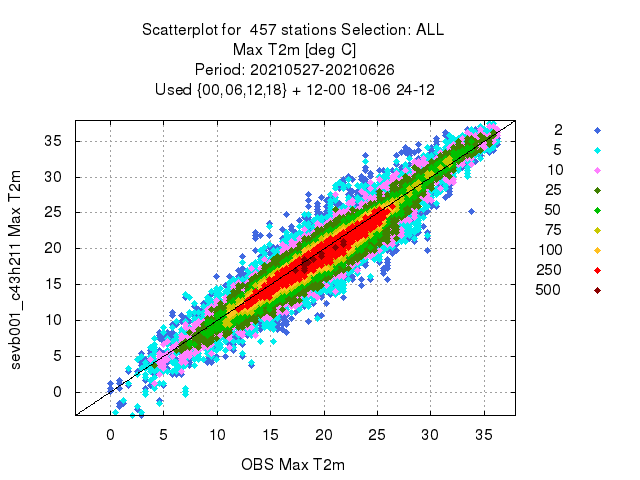 Scatterplot for 457 stations Selection: ALL
Max T2m [deg C]
Period: 20210527-20210626
Used {00,06,12,18} + 12-00 18-06 24-12
sevb001_c43h211 Max T2m
35
30
25
20
15
10
5
0
0 5 10 15 20 25 30 35
OBS Max T2m
2
5
10
25
50
75
100
250
500